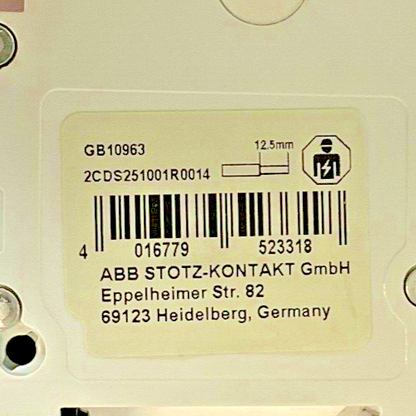 GB10963
12.5mm
2CDS251001R0014
4 016779 523318
ABB STOTZ-KONTAKT GmbH
Eppelheimer Str. 82
69123 Heidelberg, Germany